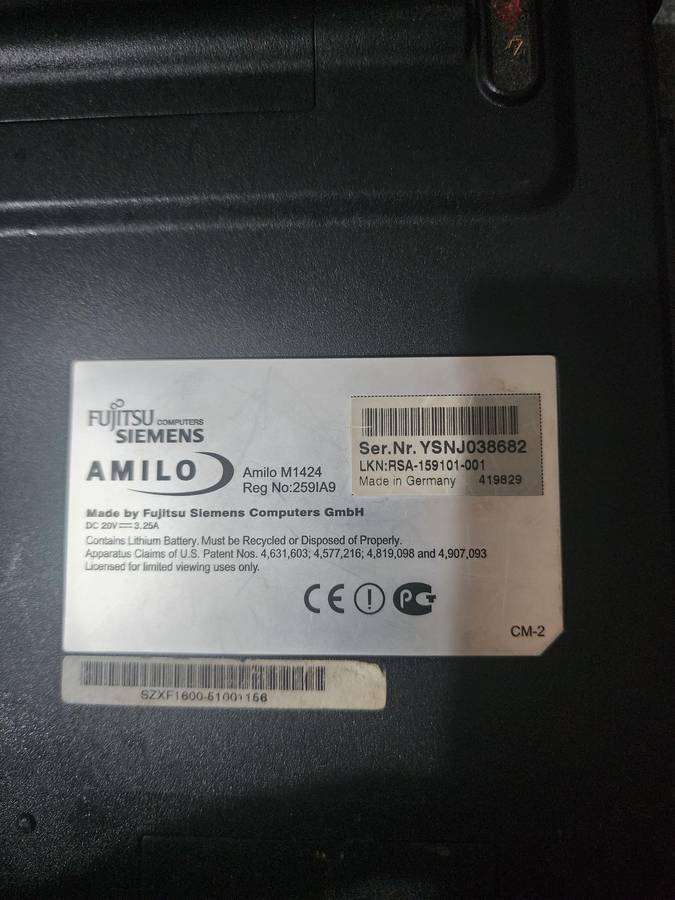 FUJITSU COMPUTERS
SIEMENS
AMILO
Amilo M1424
Reg No:259IA9
Ser.Nr. YSNJ038682
LKN:RSA-159101-001
Made in Germany 419829
Made by Fujitsu Siemens Computers GmbH
DC 20V 3.25A
Contains Lithium Battery. Must be Recycled or Disposed of Properly.
Apparatus Claims of U.S. Patent Nos. 4,631,603; 4,577,216; 4,819,098 and 4,907,093
Licensed for limited viewing uses only.
CE
CM-2
SZXF1600-51001156